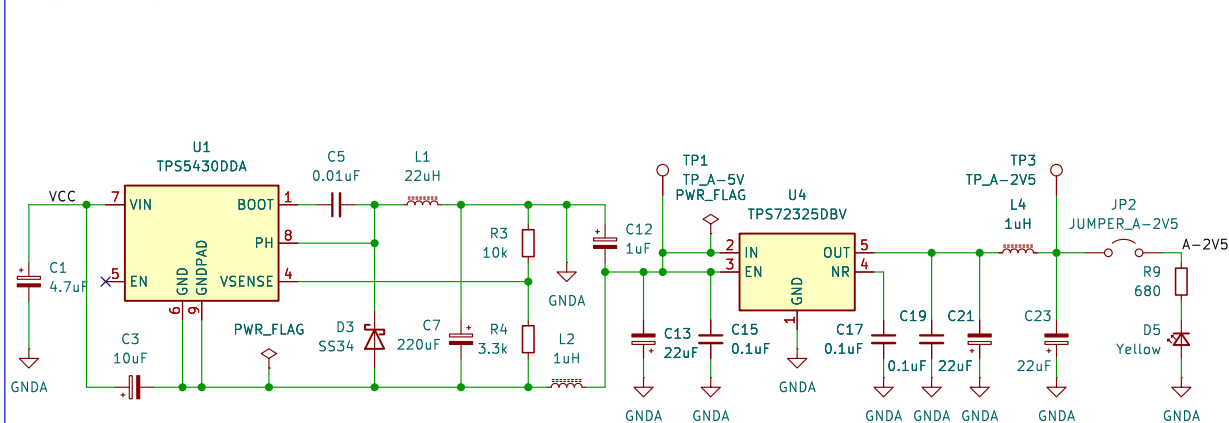 U1
TPS5430DDA
VCC
7
VIN
BOOT
1
PH
8
5
EN
GND
GNDPAD
VSENSE
4
6
9
C1
4.7uF
GNDA
C3
10uF
PWR_FLAG
C5
0.01uF
L1
22uH
D3
SS34
C7
220uF
R3
10k
R4
3.3k
GNDA
L2
1uH
C12
1uF
TP1
TP_A-5V
PWR_FLAG
U4
TPS72325DBV
2
IN
OUT
5
3
EN
NR
4
GND
1
GNDA
C13
22uF
GNDA
C15
0.1uF
GNDA
C17
0.1uF
GNDA
C19
0.1uF
GNDA
C21
22uF
GNDA
TP3
TP_A-2V5
L4
1uH
C23
22uF
GNDA
JP2
JUMPER_A-2V5
A-2V5
R9
680
D5
Yellow
GNDA